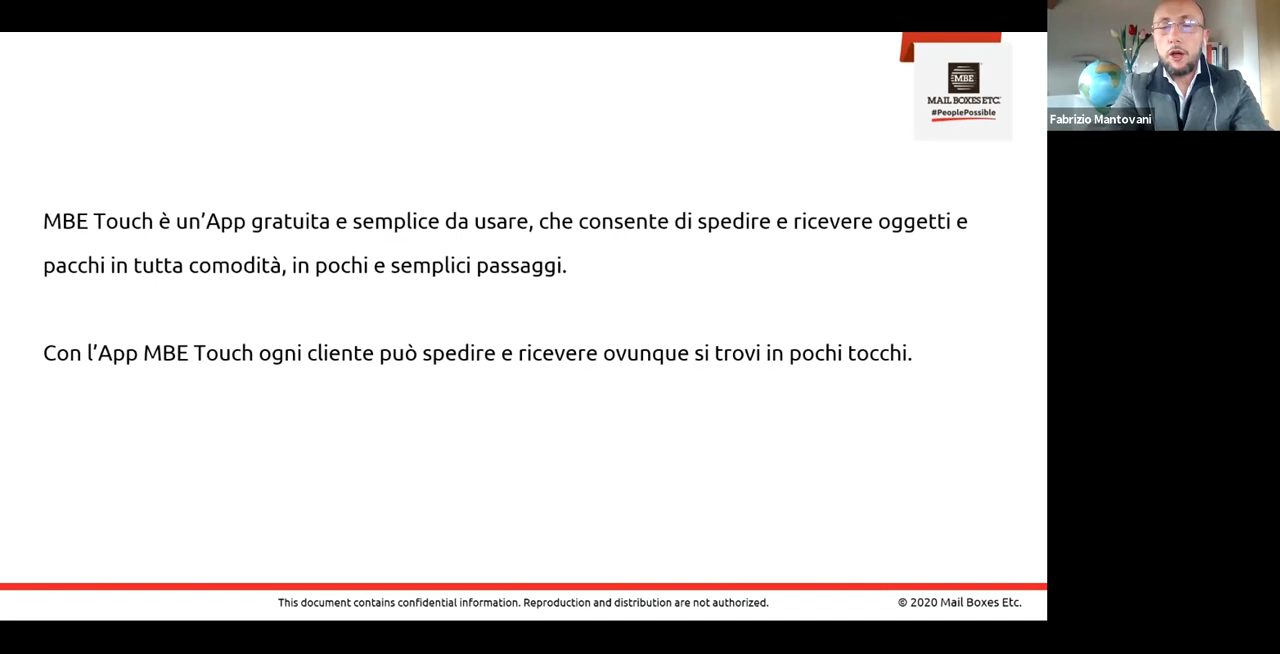 MBE
MAIL BOXES ETC.
#PeoplePossible
Fabrizio Mantovani
MBE Touch è un’App gratuita e semplice da usare, che consente di spedire e ricevere oggetti e
pacchi in tutta comodità, in pochi e semplici passaggi.
Con l’App MBE Touch ogni cliente può spedire e ricevere ovunque si trovi in pochi tocchi.
This document contains confidential information. Reproduction and distribution are not authorized.
© 2020 Mail Boxes Etc.